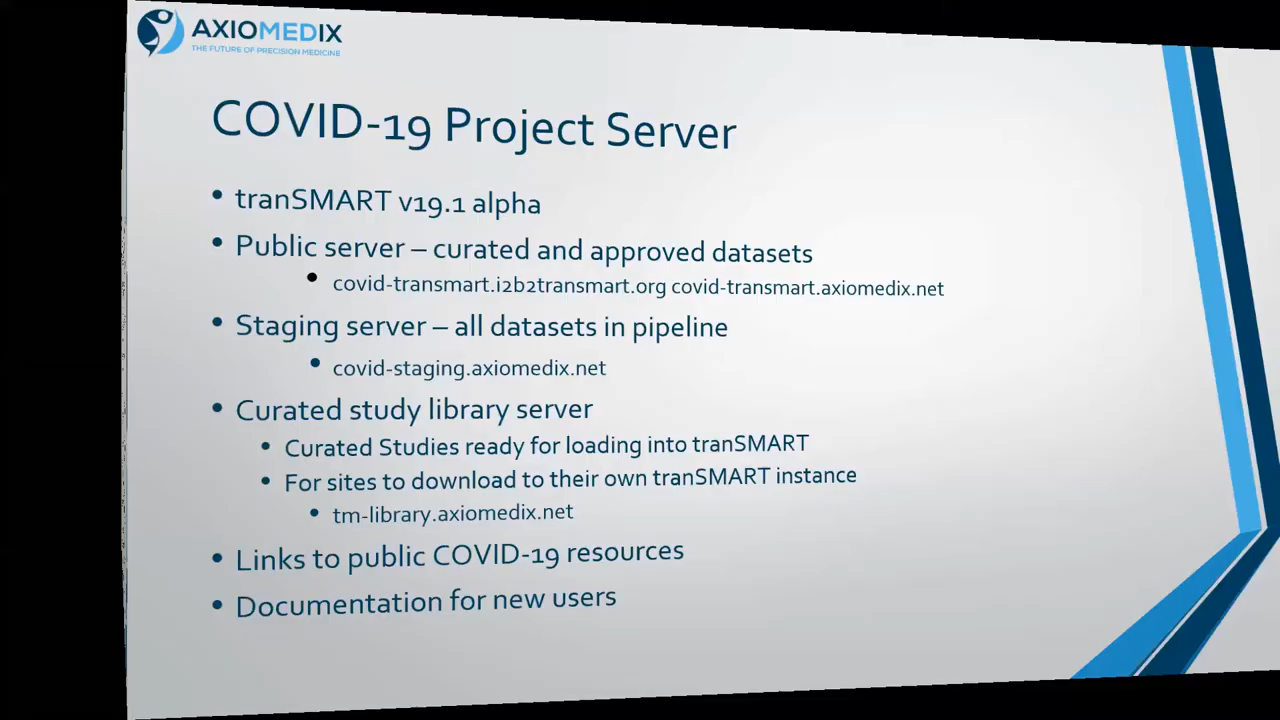 AXIOMEDIX
THE FUTURE OF PRECISION MEDICINE
COVID-19 Project Server
• tranSMART v19.1 alpha
• Public server – curated and approved datasets
• covid-transmart.i2b2transmart.org covid-transmart.axiomedix.net
• Staging server – all datasets in pipeline
• covid-staging.axiomedix.net
• Curated study library server
• Curated Studies ready for loading into tranSMART
• For sites to download to their own tranSMART instance
• tm-library.axiomedix.net
• Links to public COVID-19 resources
• Documentation for new users